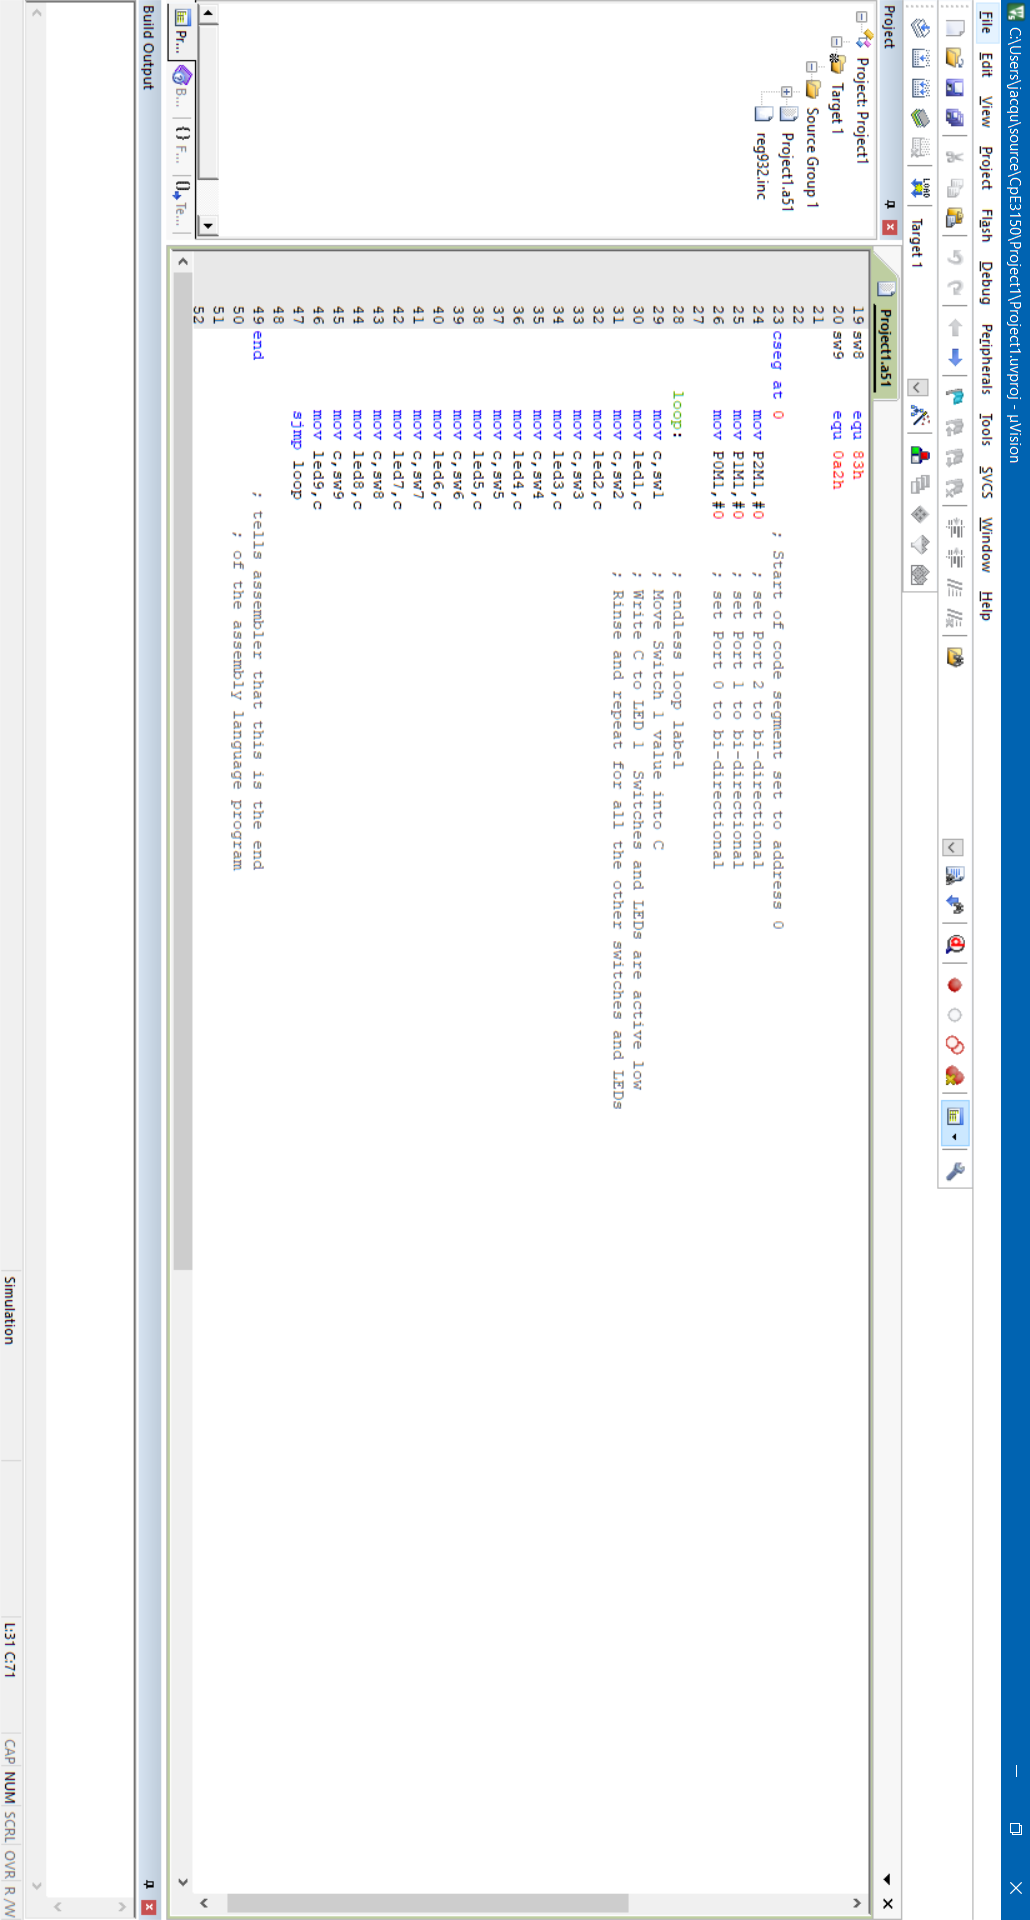 C:\Users\jacqu\source\CpE3150\Project1\Project1.uvproj - µVision
File Edit View Project Flash Debug Peripherals Tools SVCS Window Help
LOAD Target 1
Project
Project: Project1
Target 1
Source Group 1
Project1.a51
reg932.inc
Pr... B... {} F... Te...
Project1.a51
19 sw8 equ 83h
20 sw9 equ 0a2h
21
22
23 cseg at 0 ; Start of code segment set to address 0
24 mov P2M1,#0 ; set Port 2 to bi-directional
25 mov P1M1,#0 ; set Port 1 to bi-directional
26 mov P0M1,#0 ; set Port 0 to bi-directional
27
28 loop: ; endless loop label
29 mov c,sw1 ; Move Switch 1 value into C
30 mov led1,c ; Write C to LED 1 Switches and LEDs are active low
31 mov c,sw2 ; Rinse and repeat for all the other switches and LEDs
32 mov led2,c
33 mov c,sw3
34 mov led3,c
35 mov c,sw4
36 mov led4,c
37 mov c,sw5
38 mov led5,c
39 mov c,sw6
40 mov led6,c
41 mov c,sw7
42 mov led7,c
43 mov c,sw8
44 mov led8,c
45 mov c,sw9
46 mov led9,c
47 sjmp loop
48
49 end ; tells assembler that this is the end
50 ; of the assembly language program
51
52
Build Output
Simulation L:31 C:71 CAP NUM SCRL OVR R/W